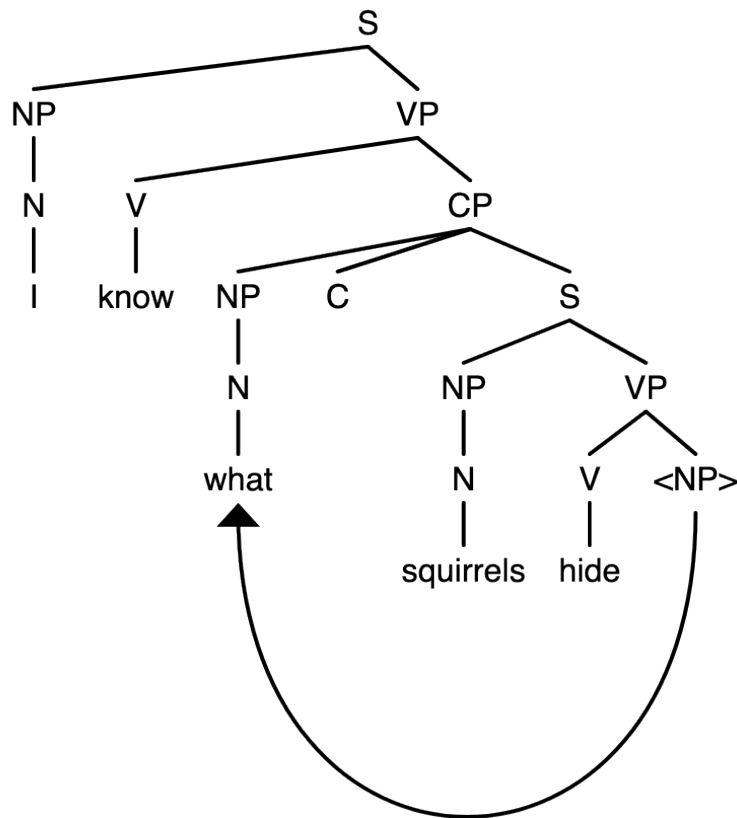 S
NP VP
N V CP
I know NP C S
N NP VP
what N V <NP>
squirrels hide